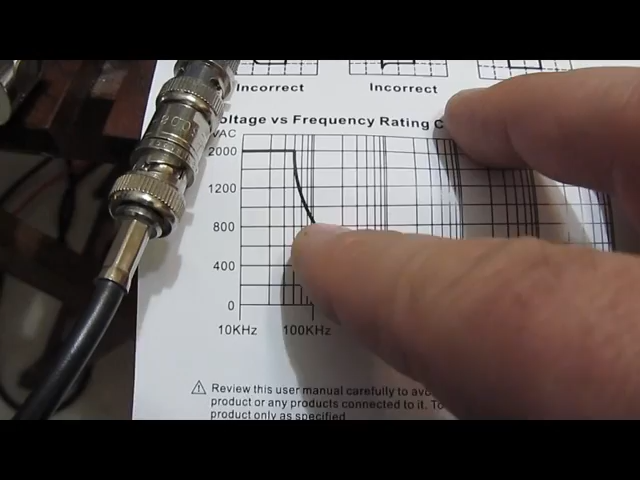 Incorrect
Incorrect
oltage vs Frequency Rating C
VAC
2000
1200
800
400
0
10KHz 100KHz
Review this user manual carefully to avo
product or any products connected to it. To
product only as specified